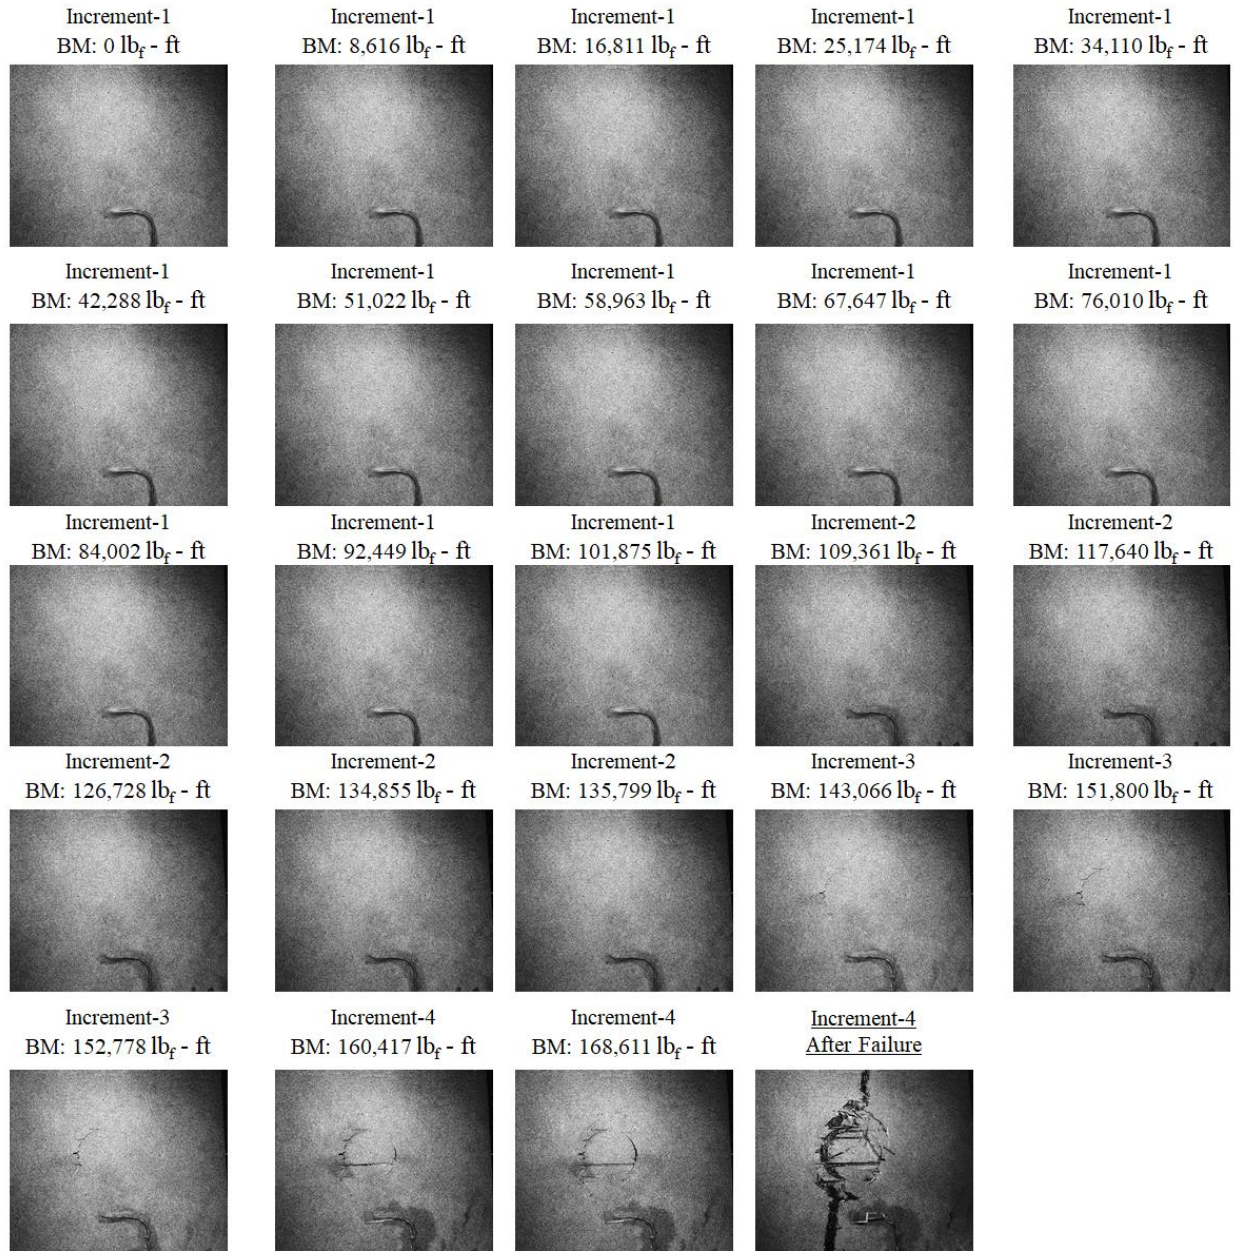 Increment-1
BM: 0 lbf - ft
Increment-1
BM: 8,616 lbf - ft
Increment-1
BM: 16,811 lbf - ft
Increment-1
BM: 25,174 lbf - ft
Increment-1
BM: 34,110 lbf - ft
Increment-1
BM: 42,288 lbf - ft
Increment-1
BM: 51,022 lbf - ft
Increment-1
BM: 58,963 lbf - ft
Increment-1
BM: 67,647 lbf - ft
Increment-1
BM: 76,010 lbf - ft
Increment-1
BM: 84,002 lbf - ft
Increment-1
BM: 92,449 lbf - ft
Increment-1
BM: 101,875 lbf - ft
Increment-2
BM: 109,361 lbf - ft
Increment-2
BM: 117,640 lbf - ft
Increment-2
BM: 126,728 lbf - ft
Increment-2
BM: 134,855 lbf - ft
Increment-2
BM: 135,799 lbf - ft
Increment-3
BM: 143,066 lbf - ft
Increment-3
BM: 151,800 lbf - ft
Increment-3
BM: 152,778 lbf - ft
Increment-4
BM: 160,417 lbf - ft
Increment-4
BM: 168,611 lbf - ft
Increment-4
After Failure